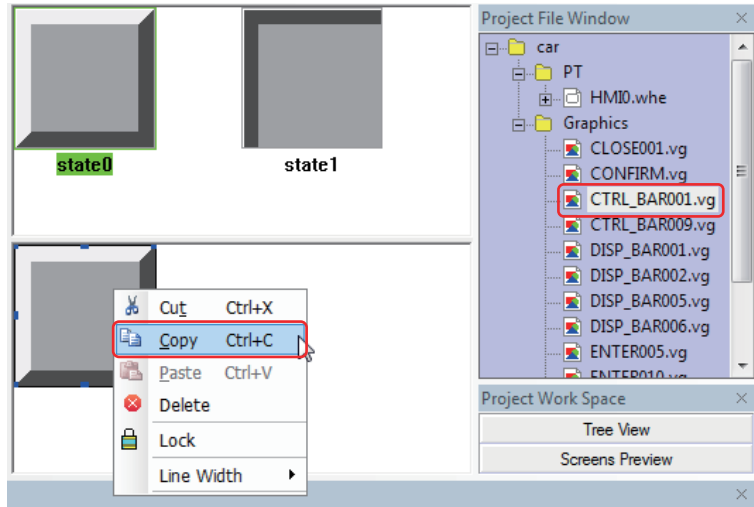 state0
state1
Cut Ctrl+X
Copy Ctrl+C
Paste Ctrl+V
Delete
Lock
Line Width
Project File Window
car
PT
HMI0.whe
Graphics
CLOSE001.vg
CONFIRM.vg
CTRL_BAR001.vg
CTRL_BAR009.vg
DISP_BAR001.vg
DISP_BAR002.vg
DISP_BAR005.vg
DISP_BAR006.vg
ENTER005.vg
ENTER010.vg
Project Work Space
Tree View
Screens Preview